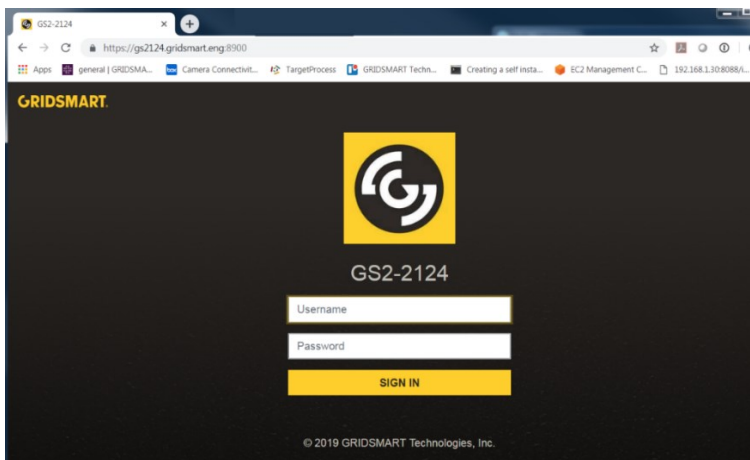 GS2-2124
https://gs2124.gridsmart.eng:8900
Apps general | GRIDSMA... box Camera Connectivit... TargetProcess GRIDSMART Techn... Creating a self insta... EC2 Management C... 192.168.1.30:8088/i...
GRIDSMART.
GS2-2124
Username
Password
SIGN IN
© 2019 GRIDSMART Technologies, Inc.